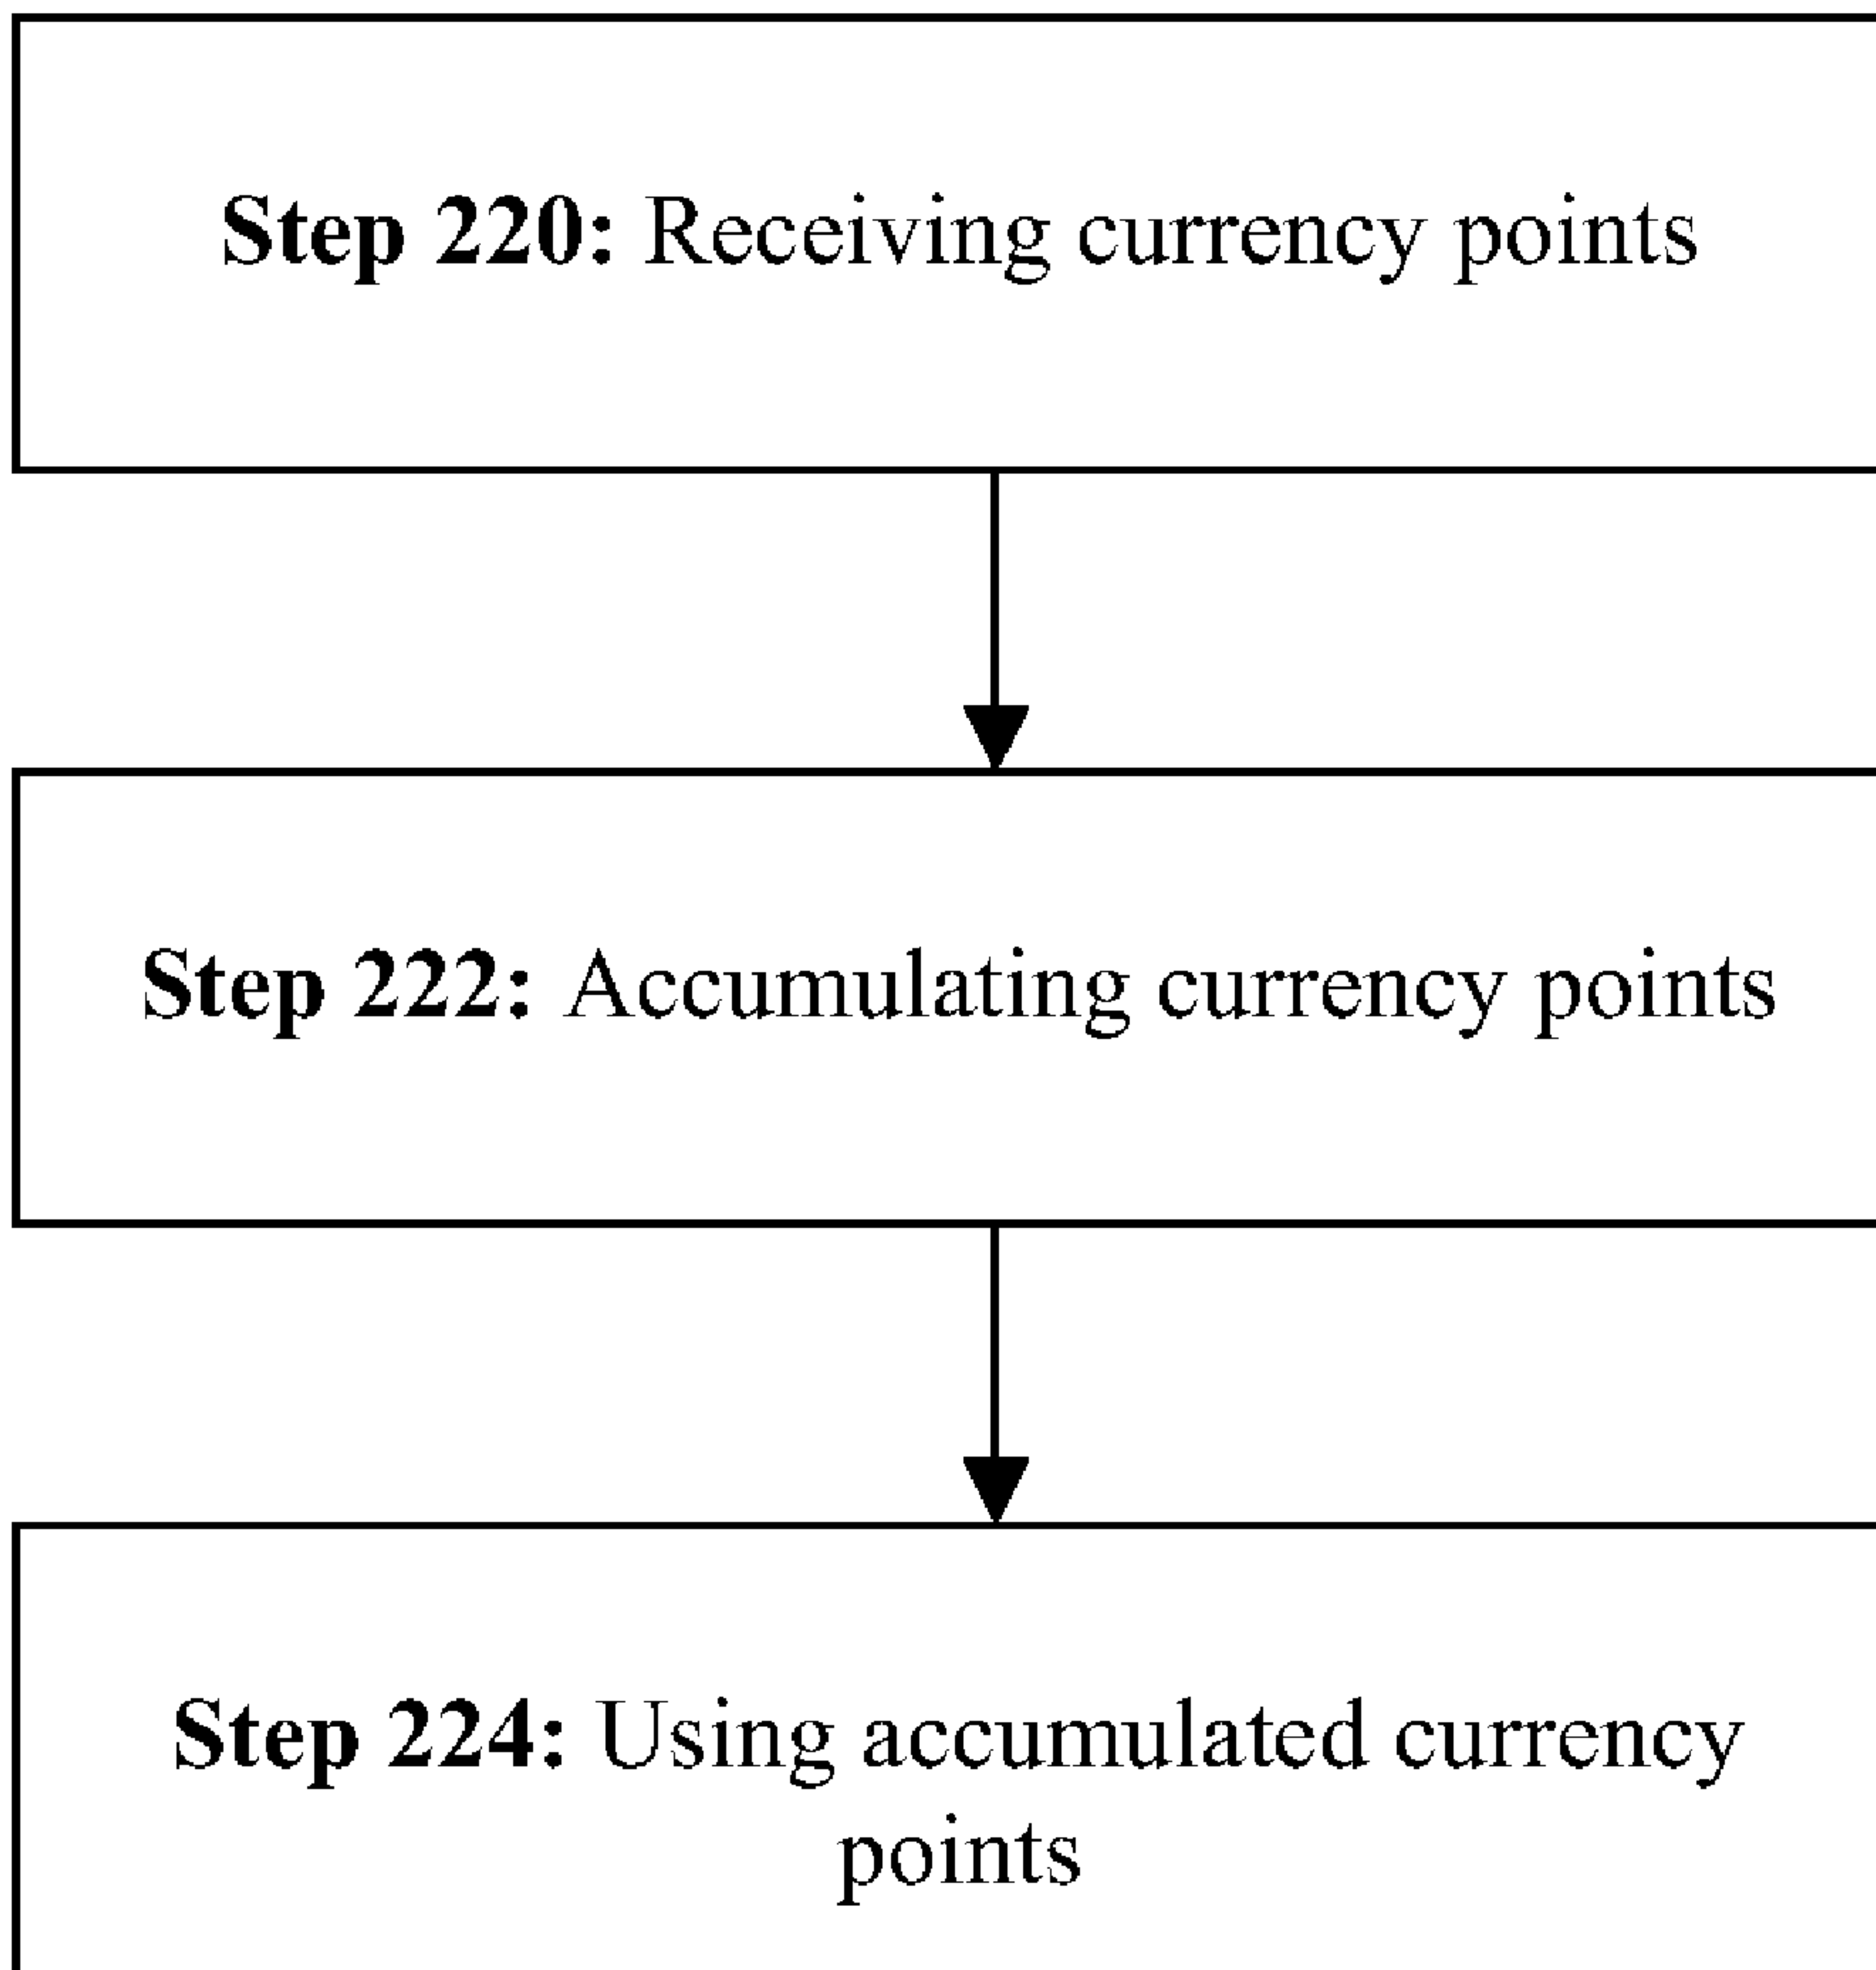 Step 220: Receiving currency points
Step 222: Accumulating currency points
Step 224: Using accumulated currency
points